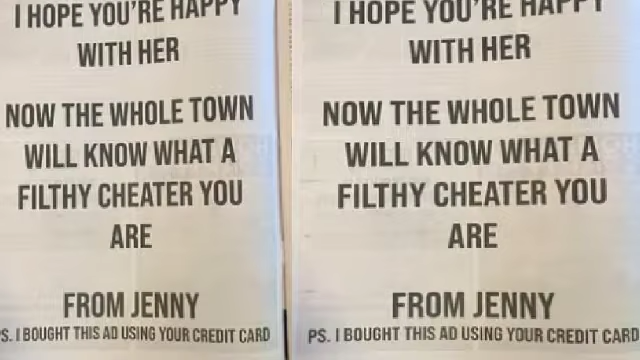 I HOPE YOU'RE HAPPY
WITH HER
NOW THE WHOLE TOWN
WILL KNOW WHAT A
FILTHY CHEATER YOU
ARE
FROM JENNY
PS. I BOUGHT THIS AD USING YOUR CREDIT CARD
I HOPE YOU'RE HAPPY
WITH HER
NOW THE WHOLE TOWN
WILL KNOW WHAT A
FILTHY CHEATER YOU
ARE
FROM JENNY
PS. I BOUGHT THIS AD USING YOUR CREDIT CARD